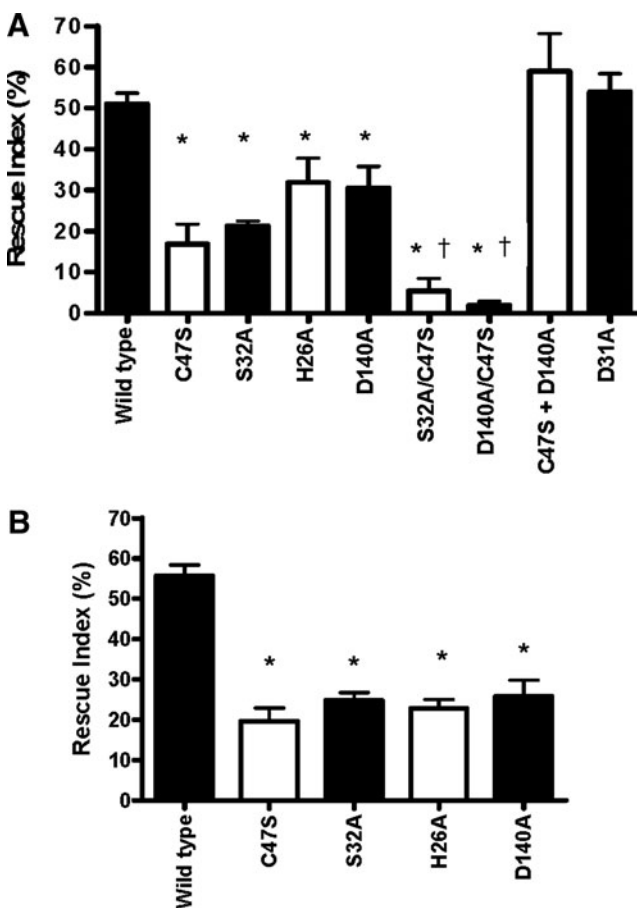 A
Rescue Index (%)
70
60
50
40
30
20
10
0
* * * * * † * †
Wild type
C47S
S32A
H26A
D140A
S32A/C47S
D140A/C47S
C47S + D140A
D31A
B
Rescue Index (%)
70
60
50
40
30
20
10
0
* * * *
Wild type
C47S
S32A
H26A
D140A